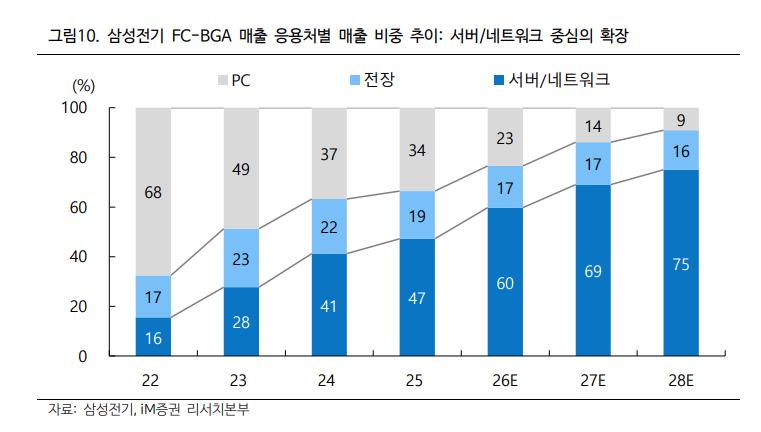 그림10. 삼성전기 FC-BGA 매출 응용처별 매출 비중 추이: 서버/네트워크 중심의 확장
(%) PC 전장 서버/네트워크
100
80
60
40
20
0
68 49 37 34 23 14 9
17 23 22 19 17 17 16
16 28 41 47 60 69 75
22 23 24 25 26E 27E 28E
자료: 삼성전기, iM증권 리서치본부